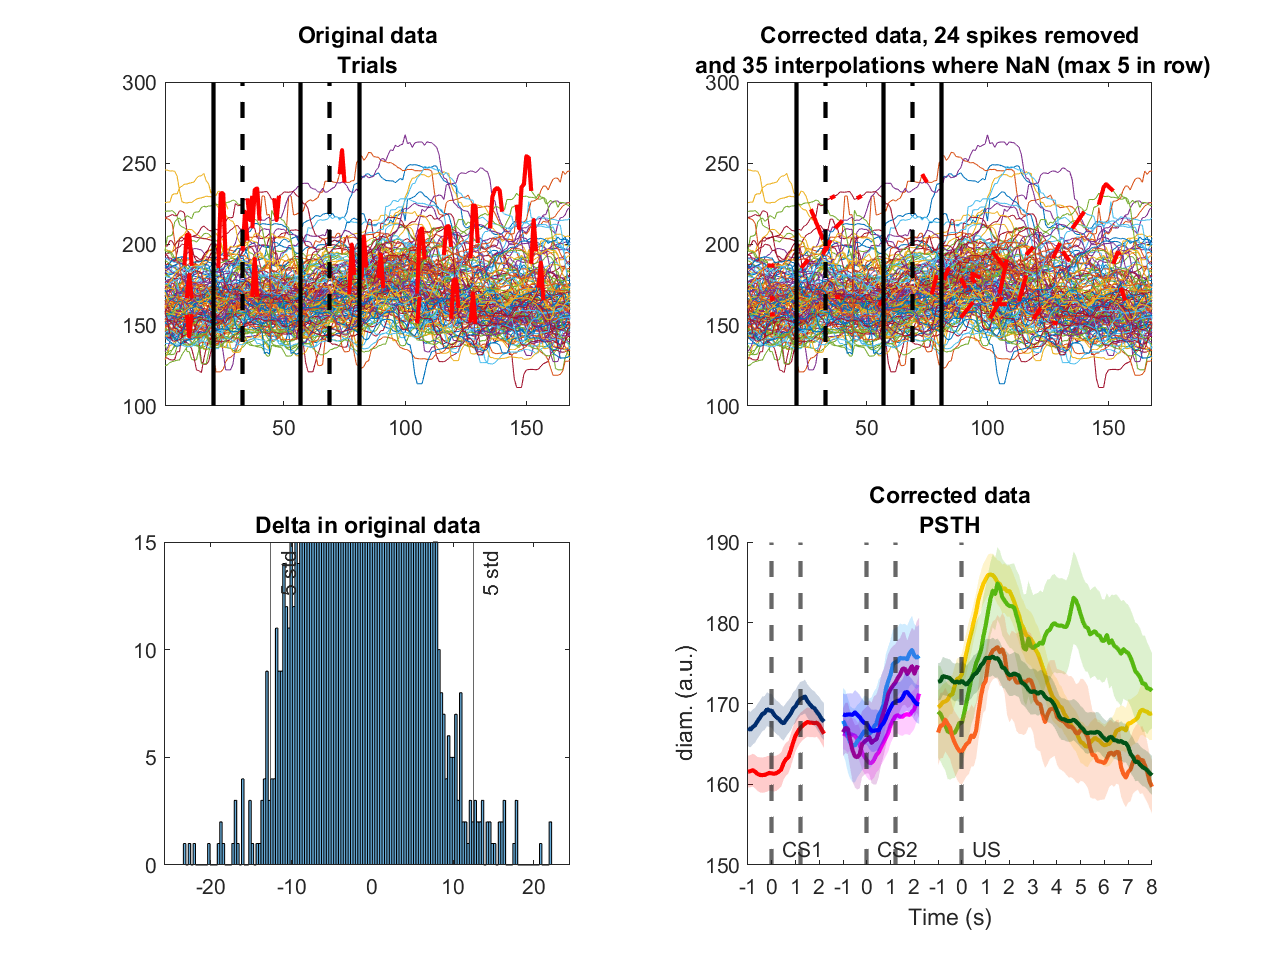 Original data
Trials
300
250
200
150
100
50
100
150
Corrected data, 24 spikes removed
and 35 interpolations where NaN (max 5 in row)
300
250
200
150
100
50
100
150
Delta in original data
15
10
5
0
5 std
5 std
-20
-10
0
10
20
Corrected data
PSTH
190
180
170
160
150
diam. (a.u.)
CS1
CS2
US
-1 0 1 2 -1 0 1 2 -1 0 1 2 3 4 5 6 7 8
Time (s)